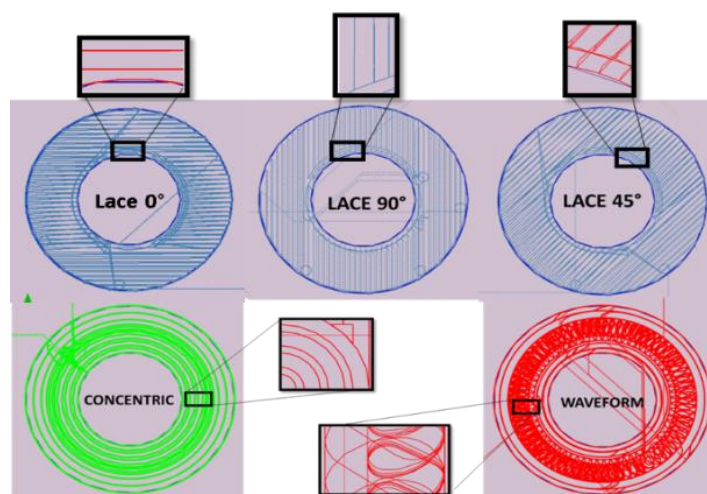 Lace 0°
LACE 90°
LACE 45°
CONCENTRIC
WAVEFORM